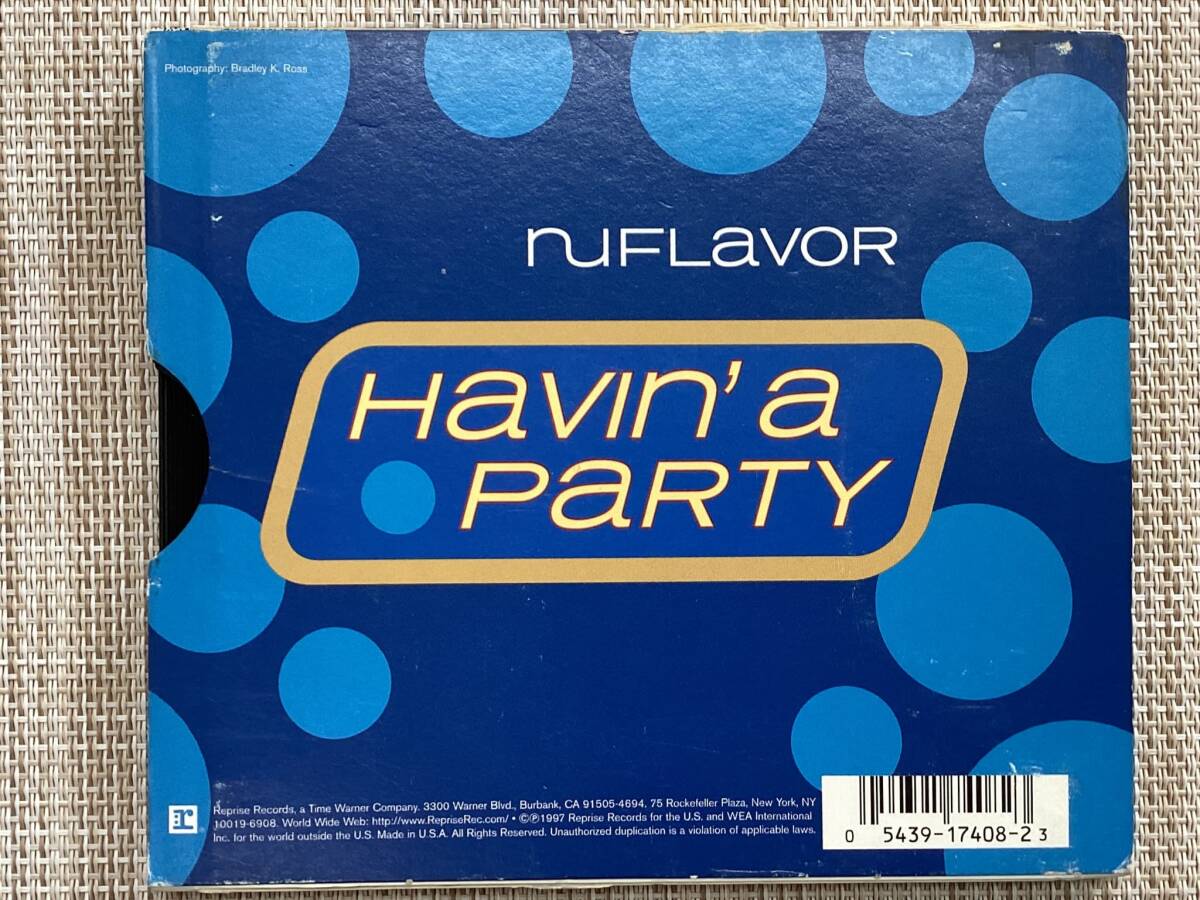 Photography: Bradley K. Ross
nuFLaVOR
Havin' a
PaRTY
Reprise Records, a Time Warner Company. 3300 Warner Blvd., Burbank, CA 91505-4694. 75 Rockefeller Plaza, New York, NY
10019-6908. World Wide Web: http://www.RepriseRec.com/ • ©℗1997 Reprise Records for the U.S. and WEA International
Inc. for the world outside the U.S. Made in U.S.A. All Rights Reserved. Unauthorized duplication is a violation of applicable laws.
0 5439-17408-2 3